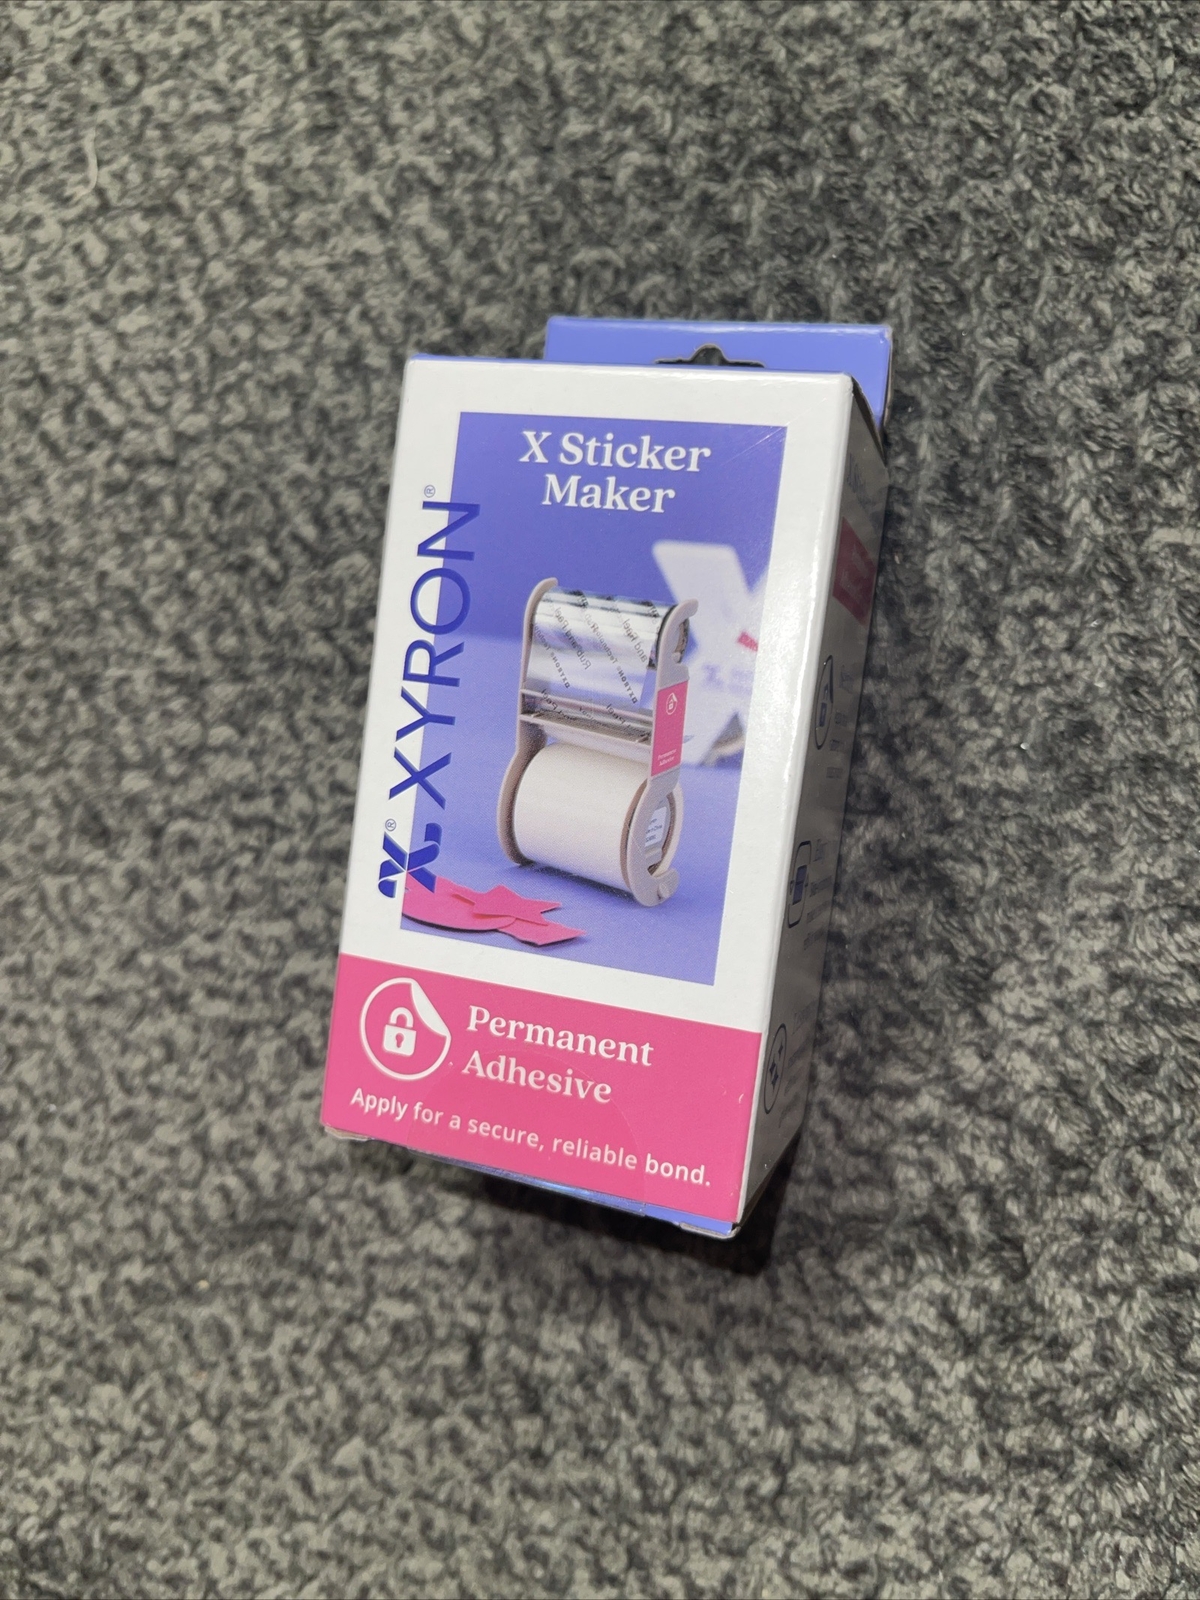 X Sticker
Maker
XYRON®
Permanent
Adhesive
Apply for a secure, reliable bond.